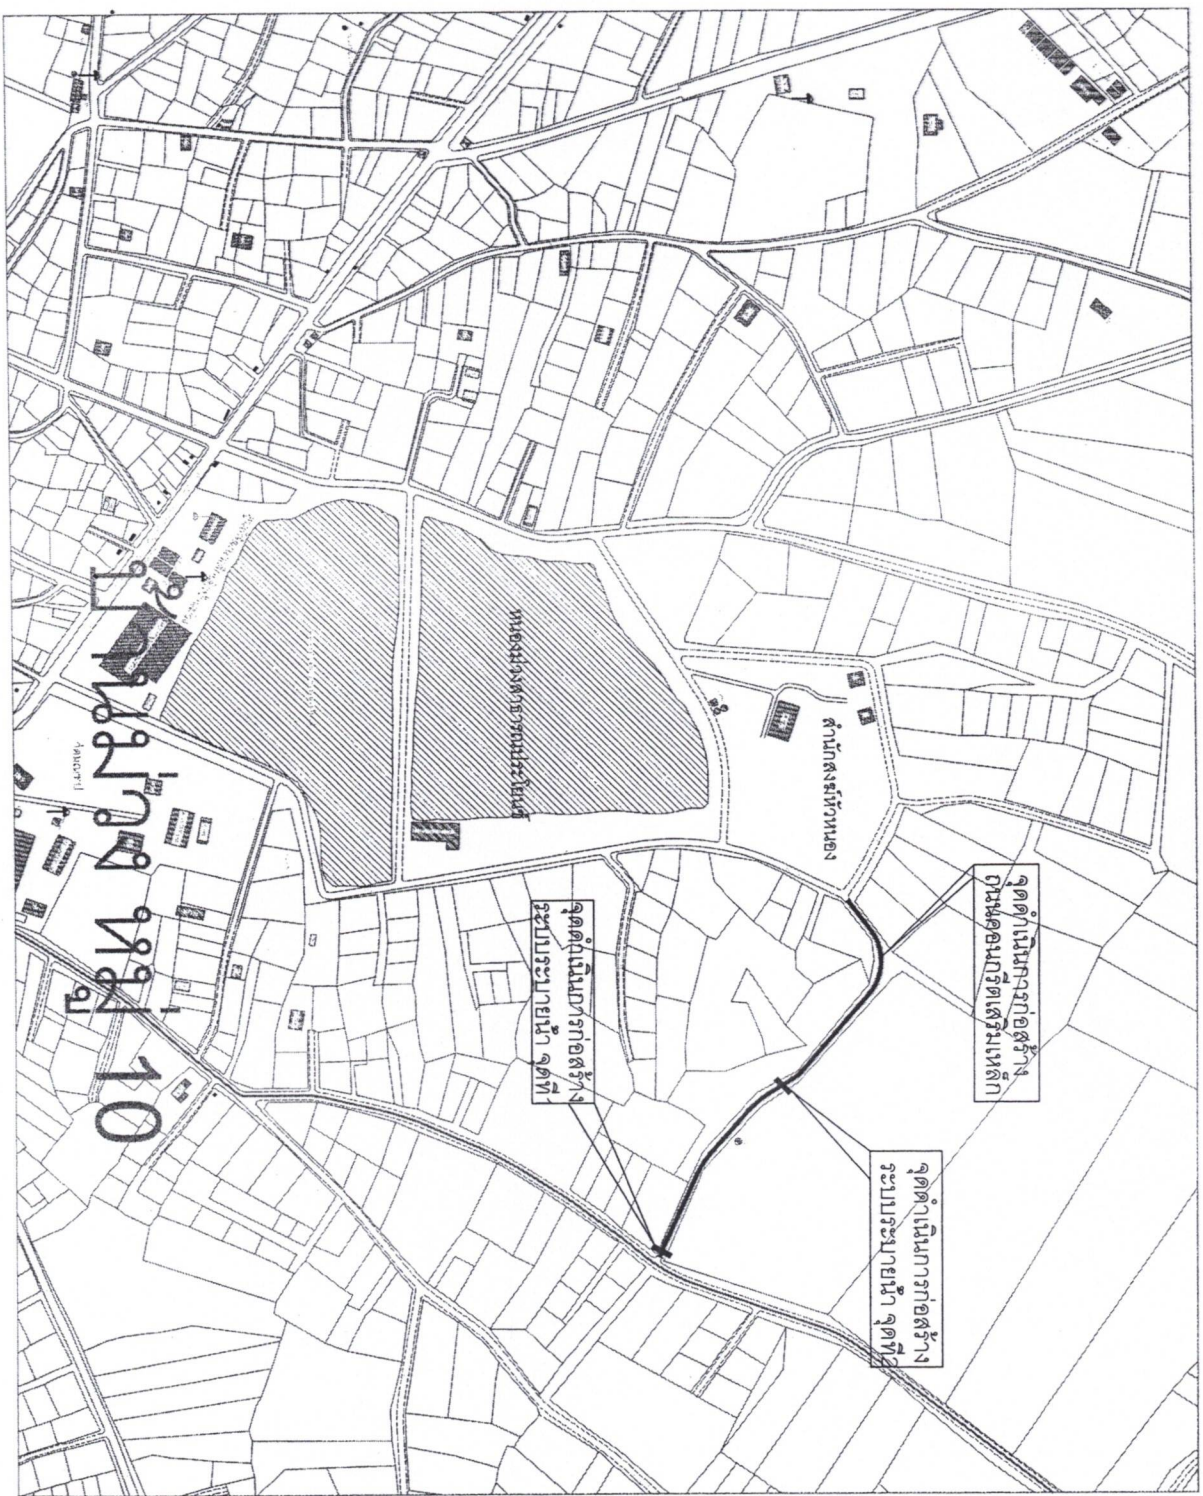 จุดดำเนินการก่อสร้าง
ถนนคอนกรีตเสริมเหล็ก
จุดดำเนินการก่อสร้าง
ระบบระบายน้ำ จุดที่
จุดดำเนินการก่อสร้าง
ระบบระบายน้ำ จุดที่
สำนักสงฆ์หัวหนอง
หนองม่วงสาธารณประโยชน์
หมู่ 10